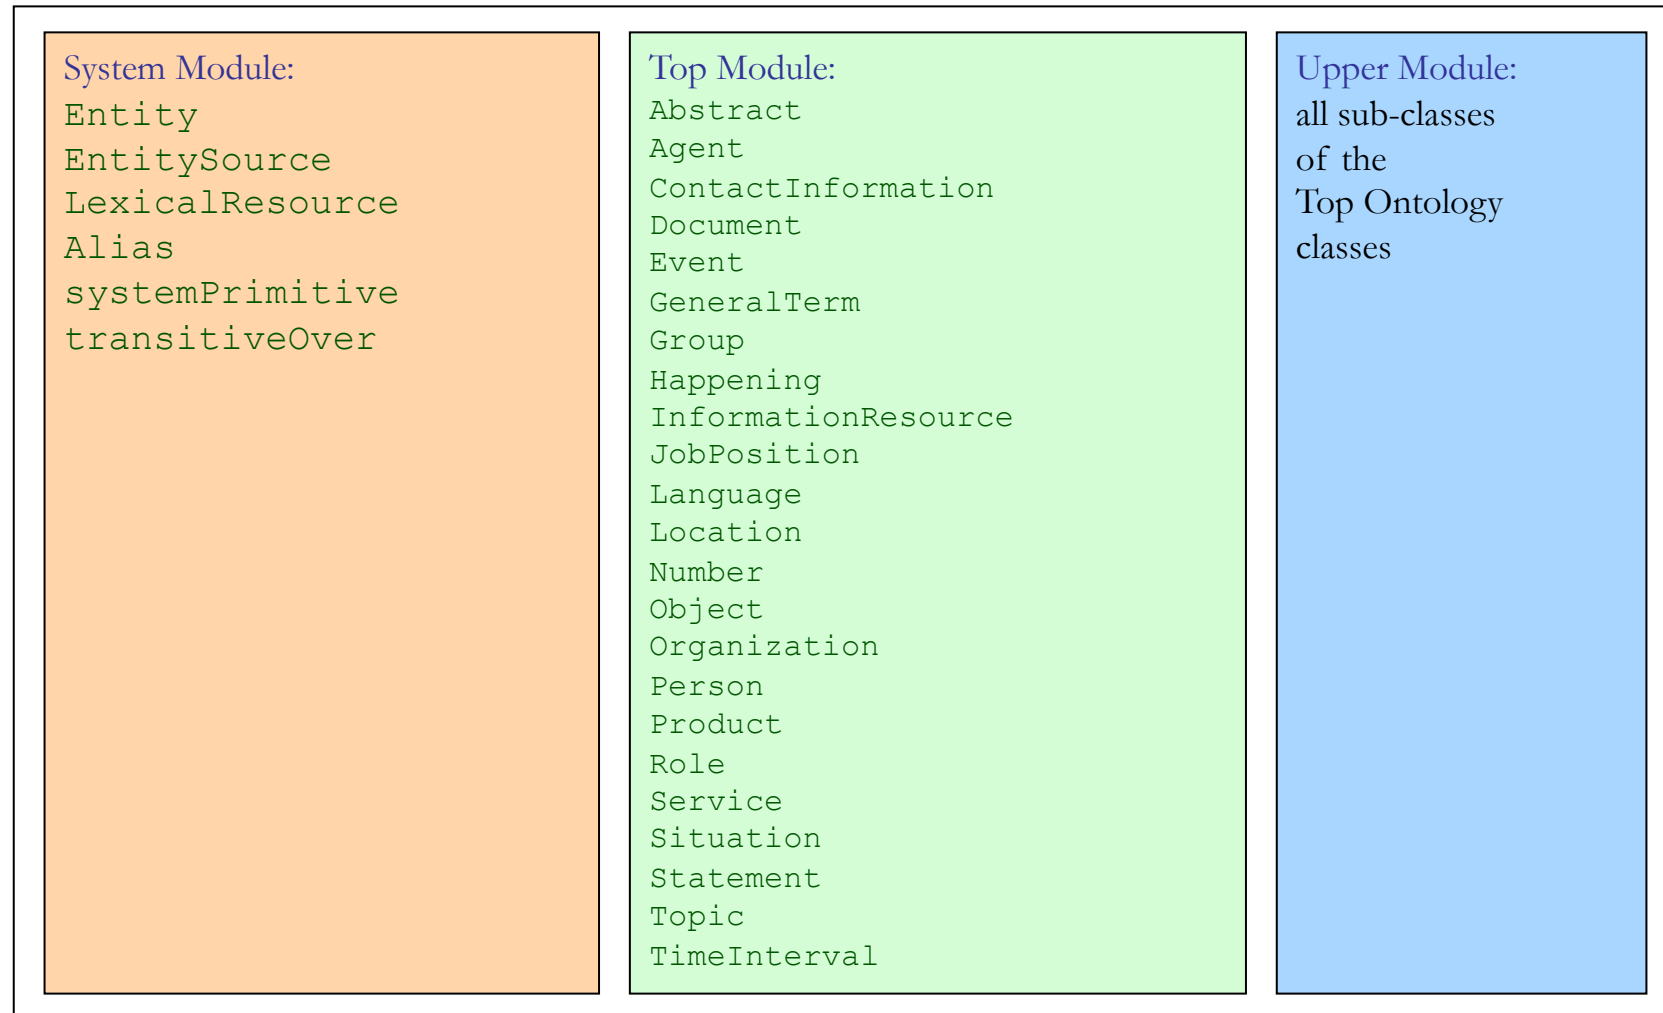 System Module:
Entity
EntitySource
LexicalResource
Alias
systemPrimitive
transitiveOver
Top Module:
Abstract
Agent
ContactInformation
Document
Event
GeneralTerm
Group
Happening
InformationResource
JobPosition
Language
Location
Number
Object
Organization
Person
Product
Role
Service
Situation
Statement
Topic
TimeInterval
Upper Module:
all sub-classes
of the
Top Ontology
classes